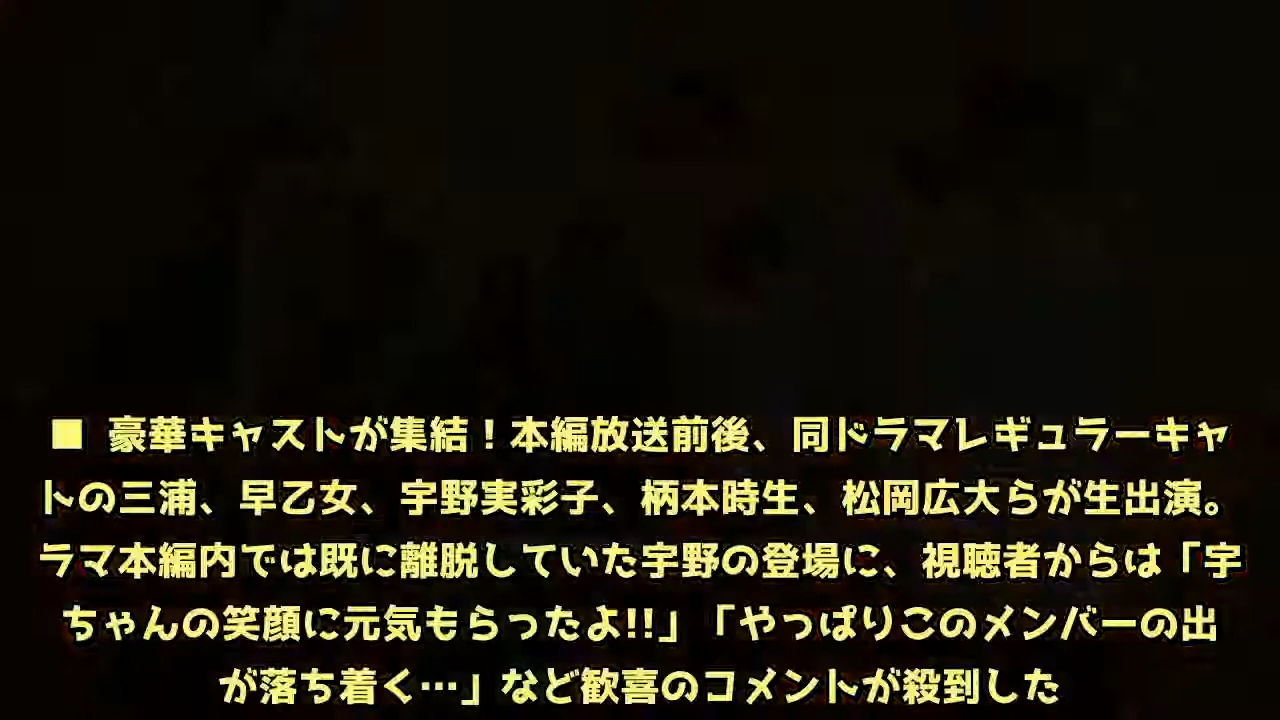 ■ 豪華キャストが集結！本編放送前後、同ドラマレギュラーキャ
トの三浦、早乙女、宇野実彩子、柄本時生、松岡広大らが生出演。
ラマ本編内では既に離脱していた宇野の登場に、視聴者からは「宇
ちゃんの笑顔に元気もらったよ!!」「やっぱりこのメンバーの出
が落ち着く…」など歓喜のコメントが殺到した